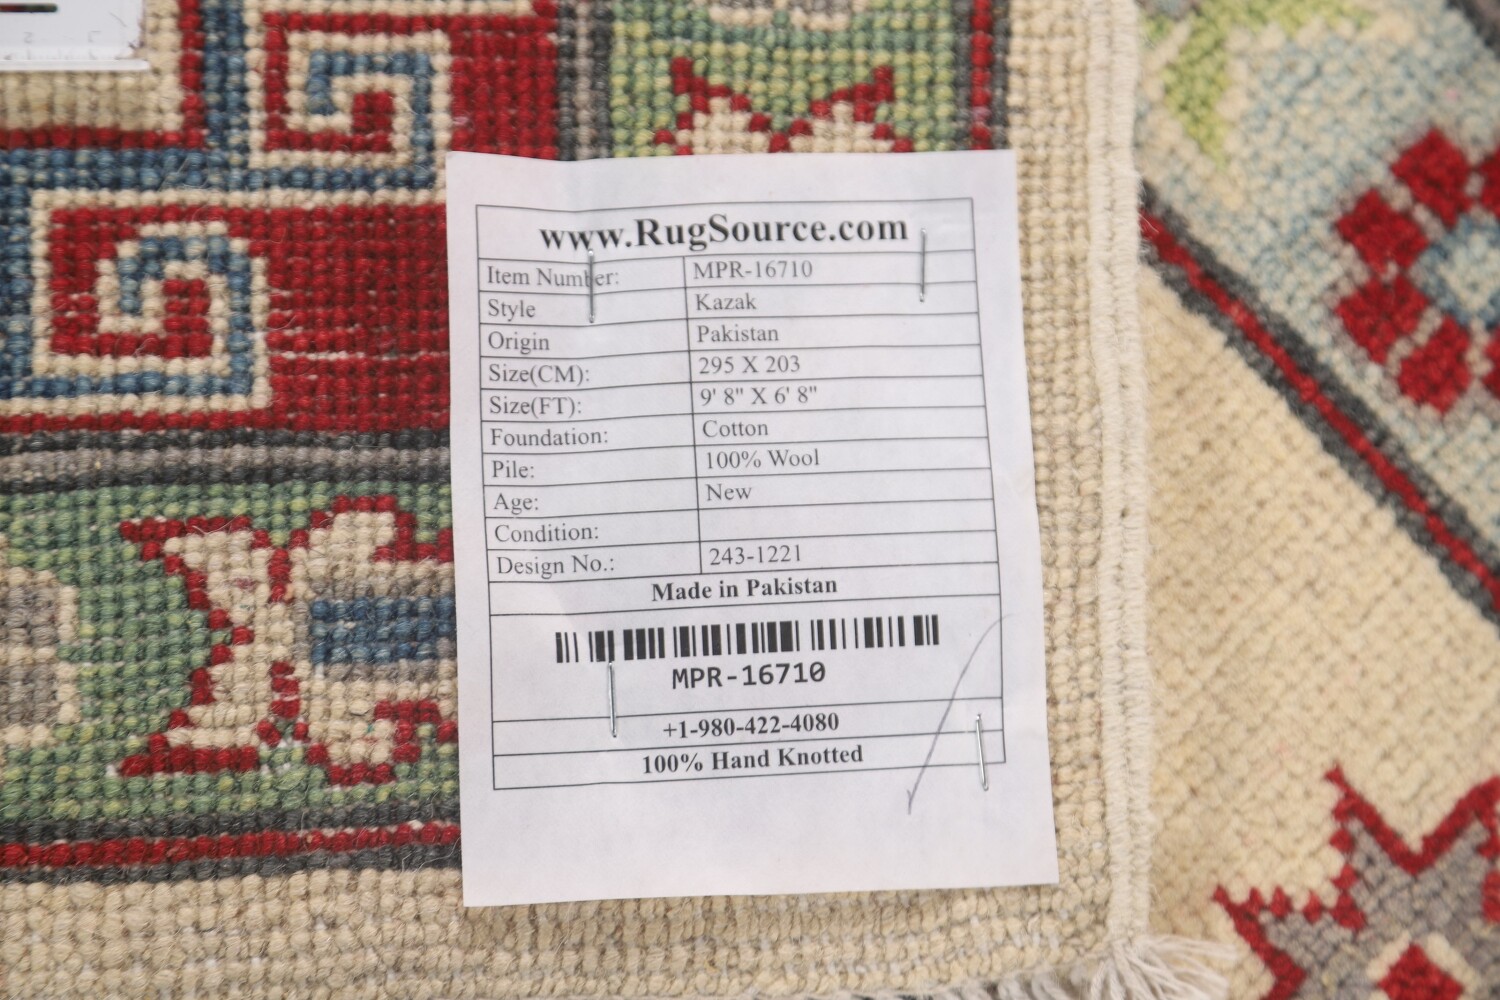 www.RugSource.com
Item Number: MPR-16710
Style Kazak
Origin Pakistan
Size(CM): 295 X 203
Size(FT): 9' 8" X 6' 8"
Foundation: Cotton
Pile: 100% Wool
Age: New
Condition:
Design No.: 243-1221
Made in Pakistan
MPR-16710
+1-980-422-4080
100% Hand Knotted